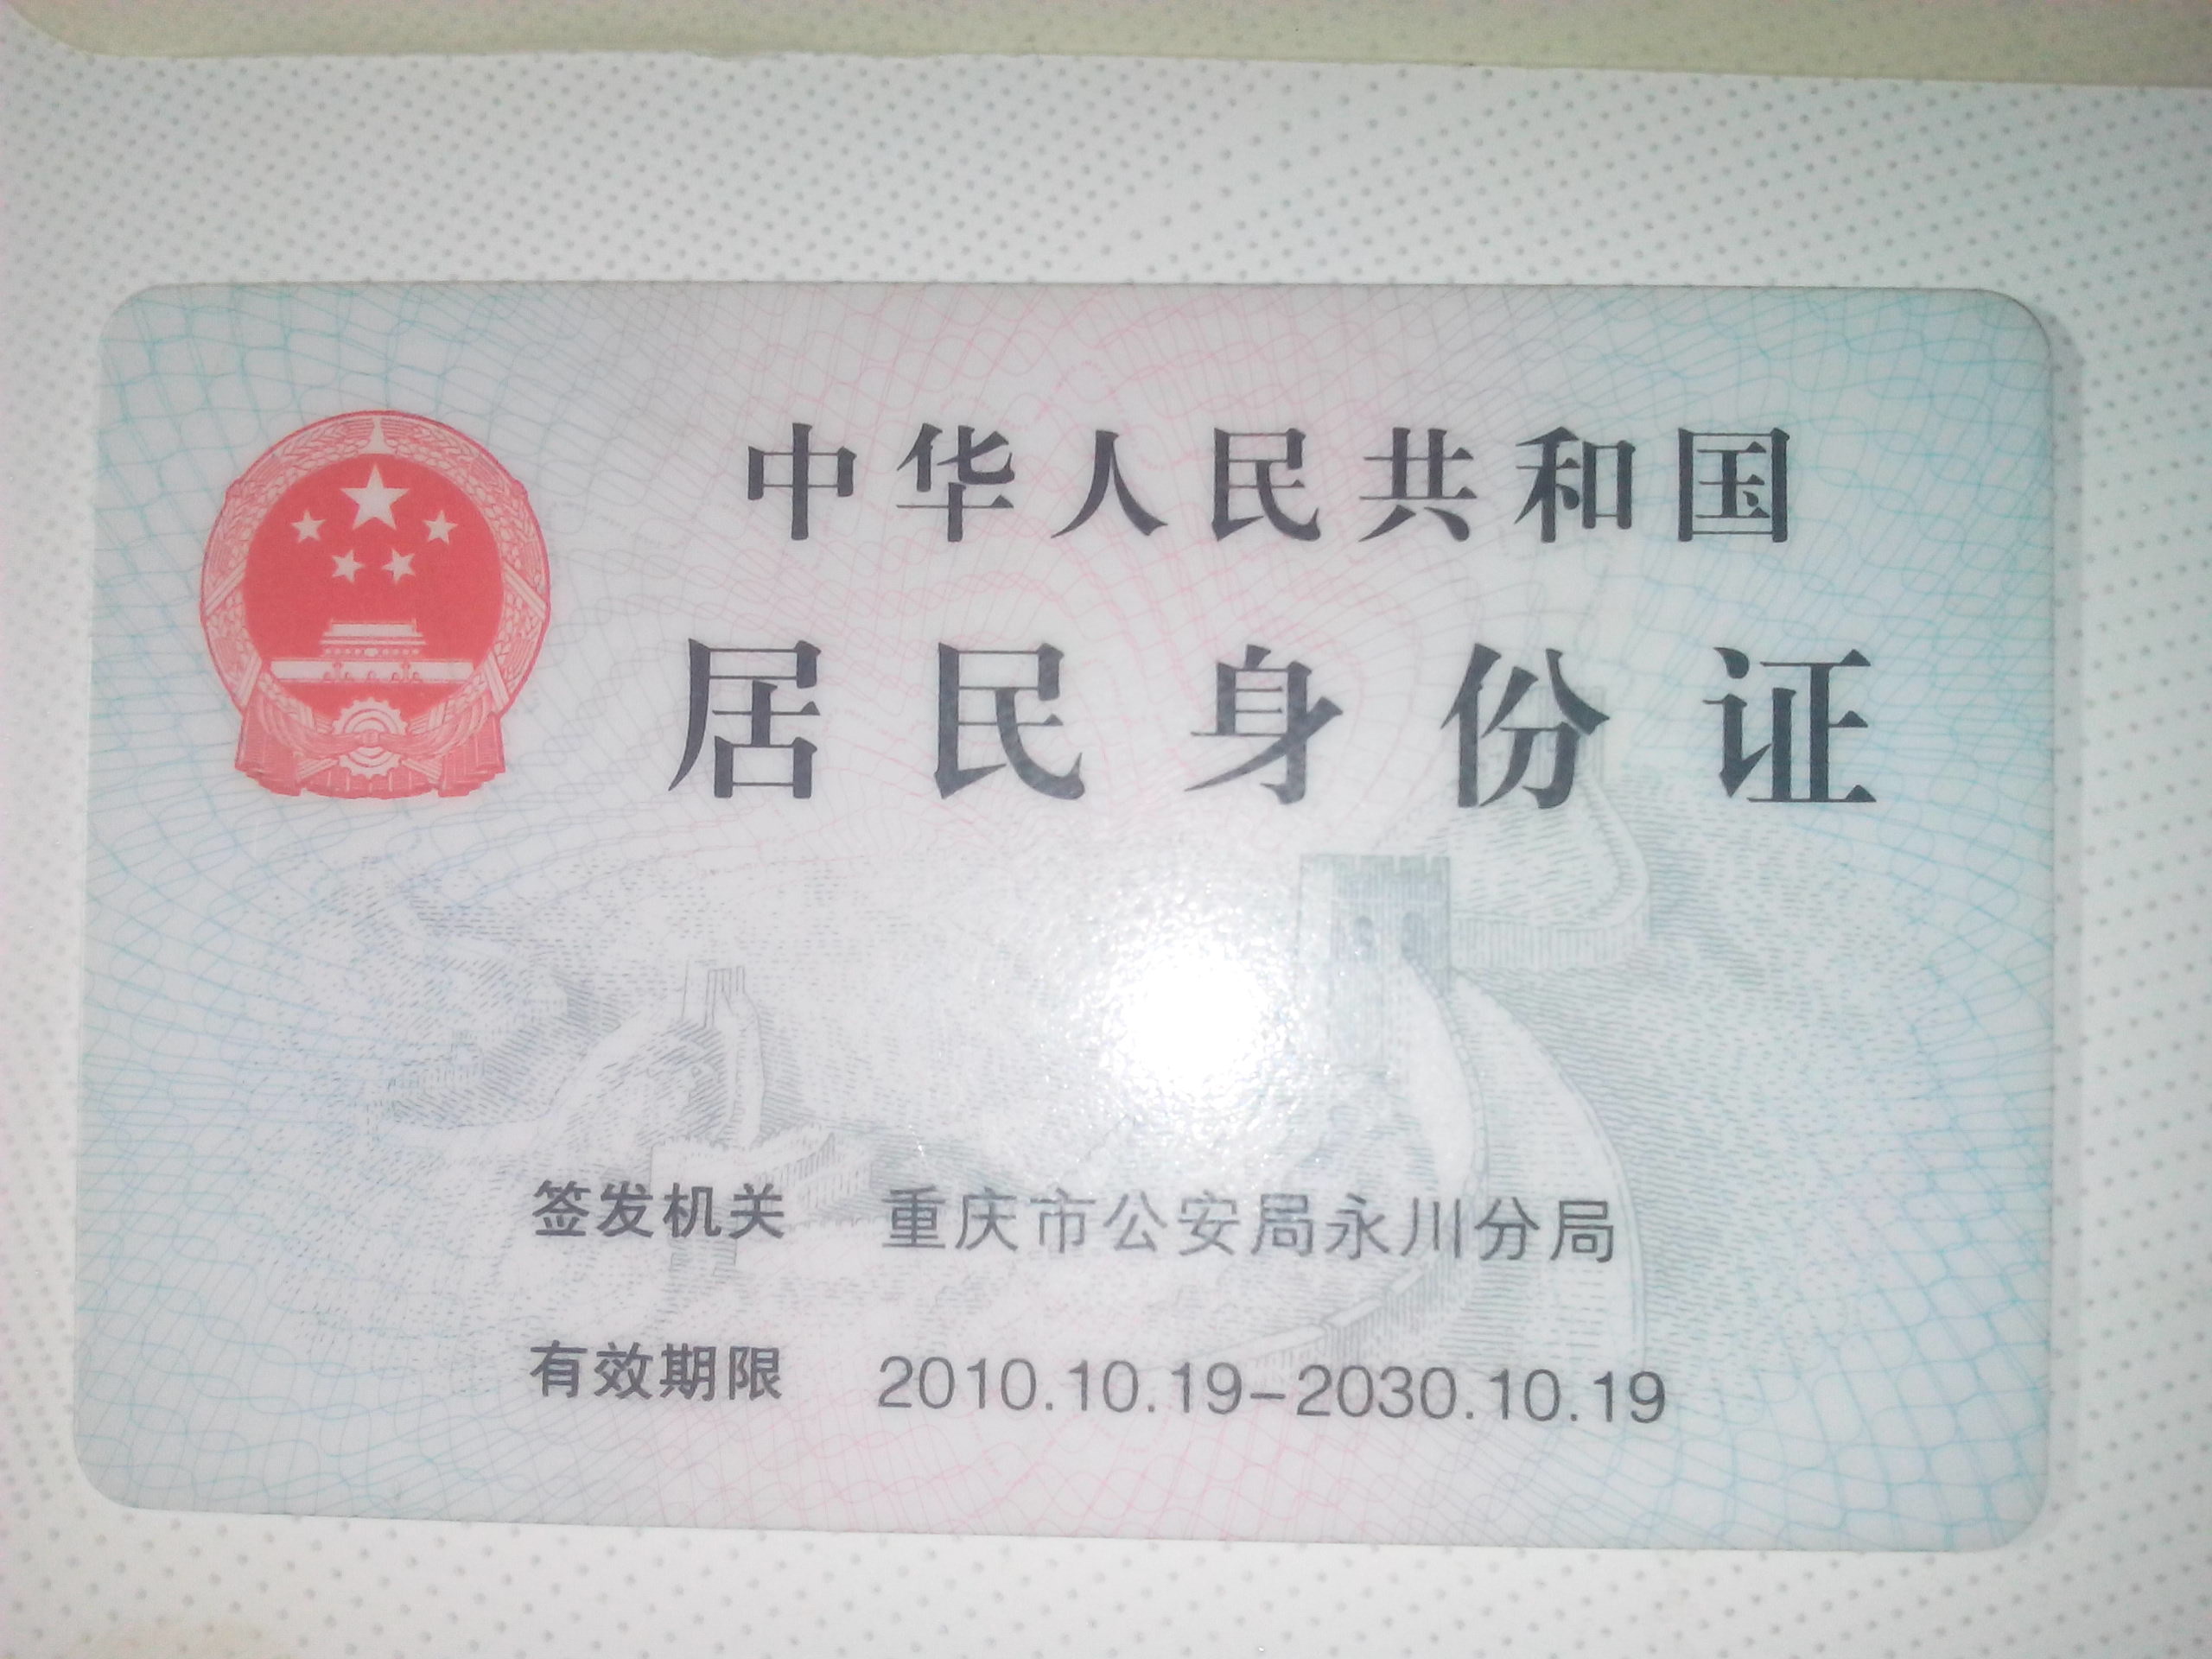 中华人民共和国
居民身份证
签发机关 重庆市公安局永川分局
有效期限 2010.10.19-2030.10.19